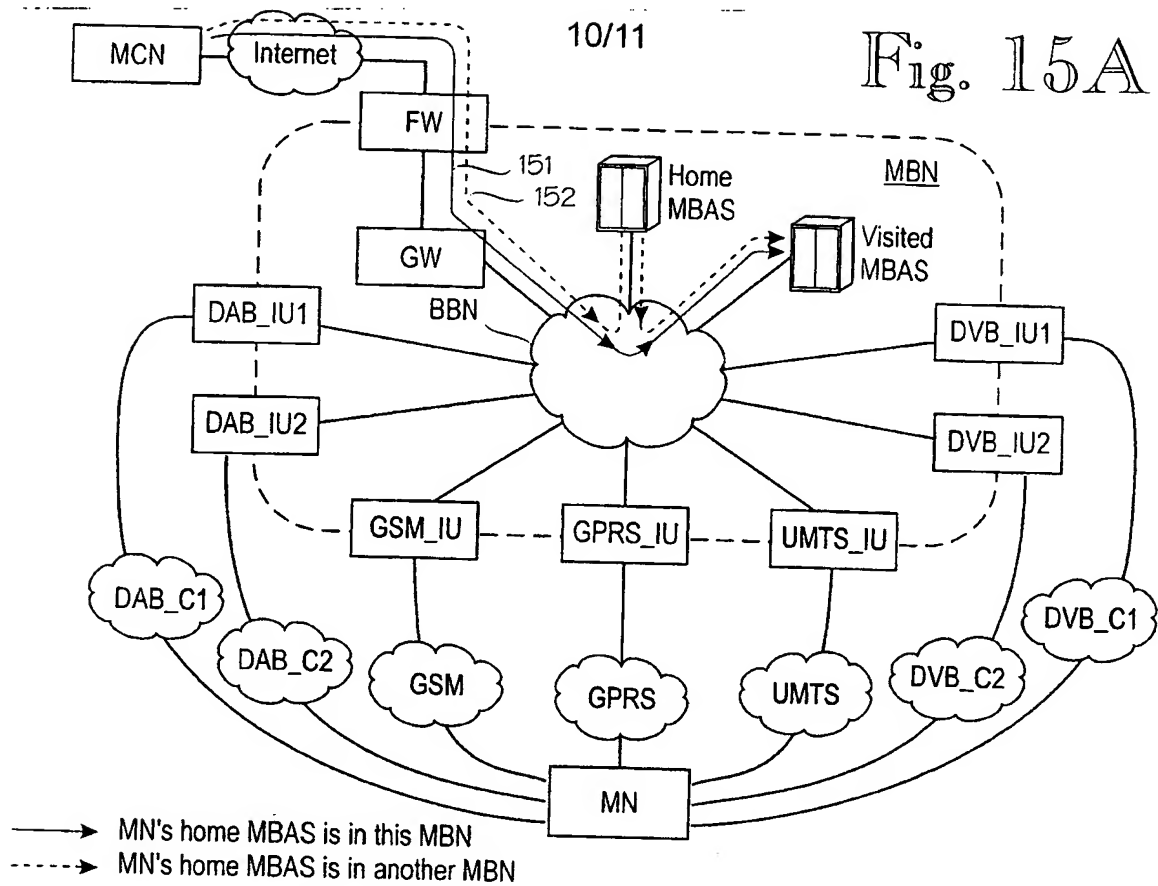 10/11
Fig. 15A
MCN
Internet
FW
151
152
Home
MBAS
MBN
Visited
MBAS
GW
BBN
DAB_IU1
DVB_IU1
DAB_IU2
DVB_IU2
GSM_IU
GPRS_IU
UMTS_IU
DAB_C1
DAB_C2
GSM
GPRS
UMTS
DVB_C2
DVB_C1
MN
MN's home MBAS is in this MBN
MN's home MBAS is in another MBN